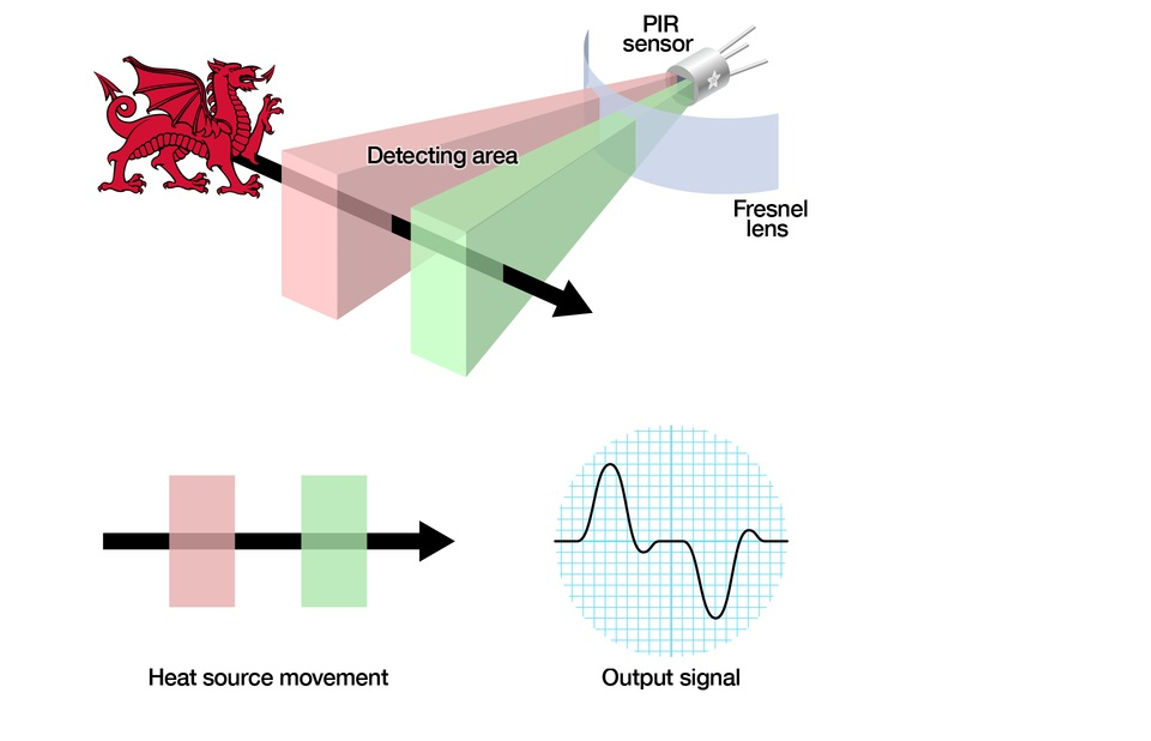 PIR
sensor
Detecting area
Fresnel
lens
Heat source movement
Output signal